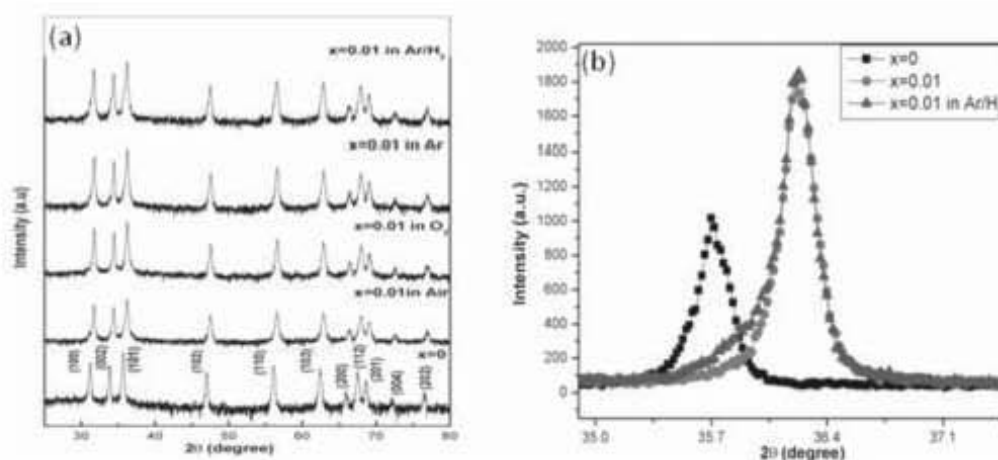 (a)
x=0.01 in Ar/H₂
x=0.01 in Ar
x=0.01 in O₂
x=0.01in Air
x=0
(100)
(002)
(101)
(102)
(110)
(103)
(200)
(112)
(201)
(004)
(202)
Intensity (a.u)
30 40 50 60 70 80
2Θ (degree)
(b)
x=0
x=0.01
x=0.01 in Ar/H
2000
1800
1600
1400
1200
1000
800
600
400
200
0
Intensity (a.u.)
35.0 35.7 36.4 37.1
2Θ (degree)